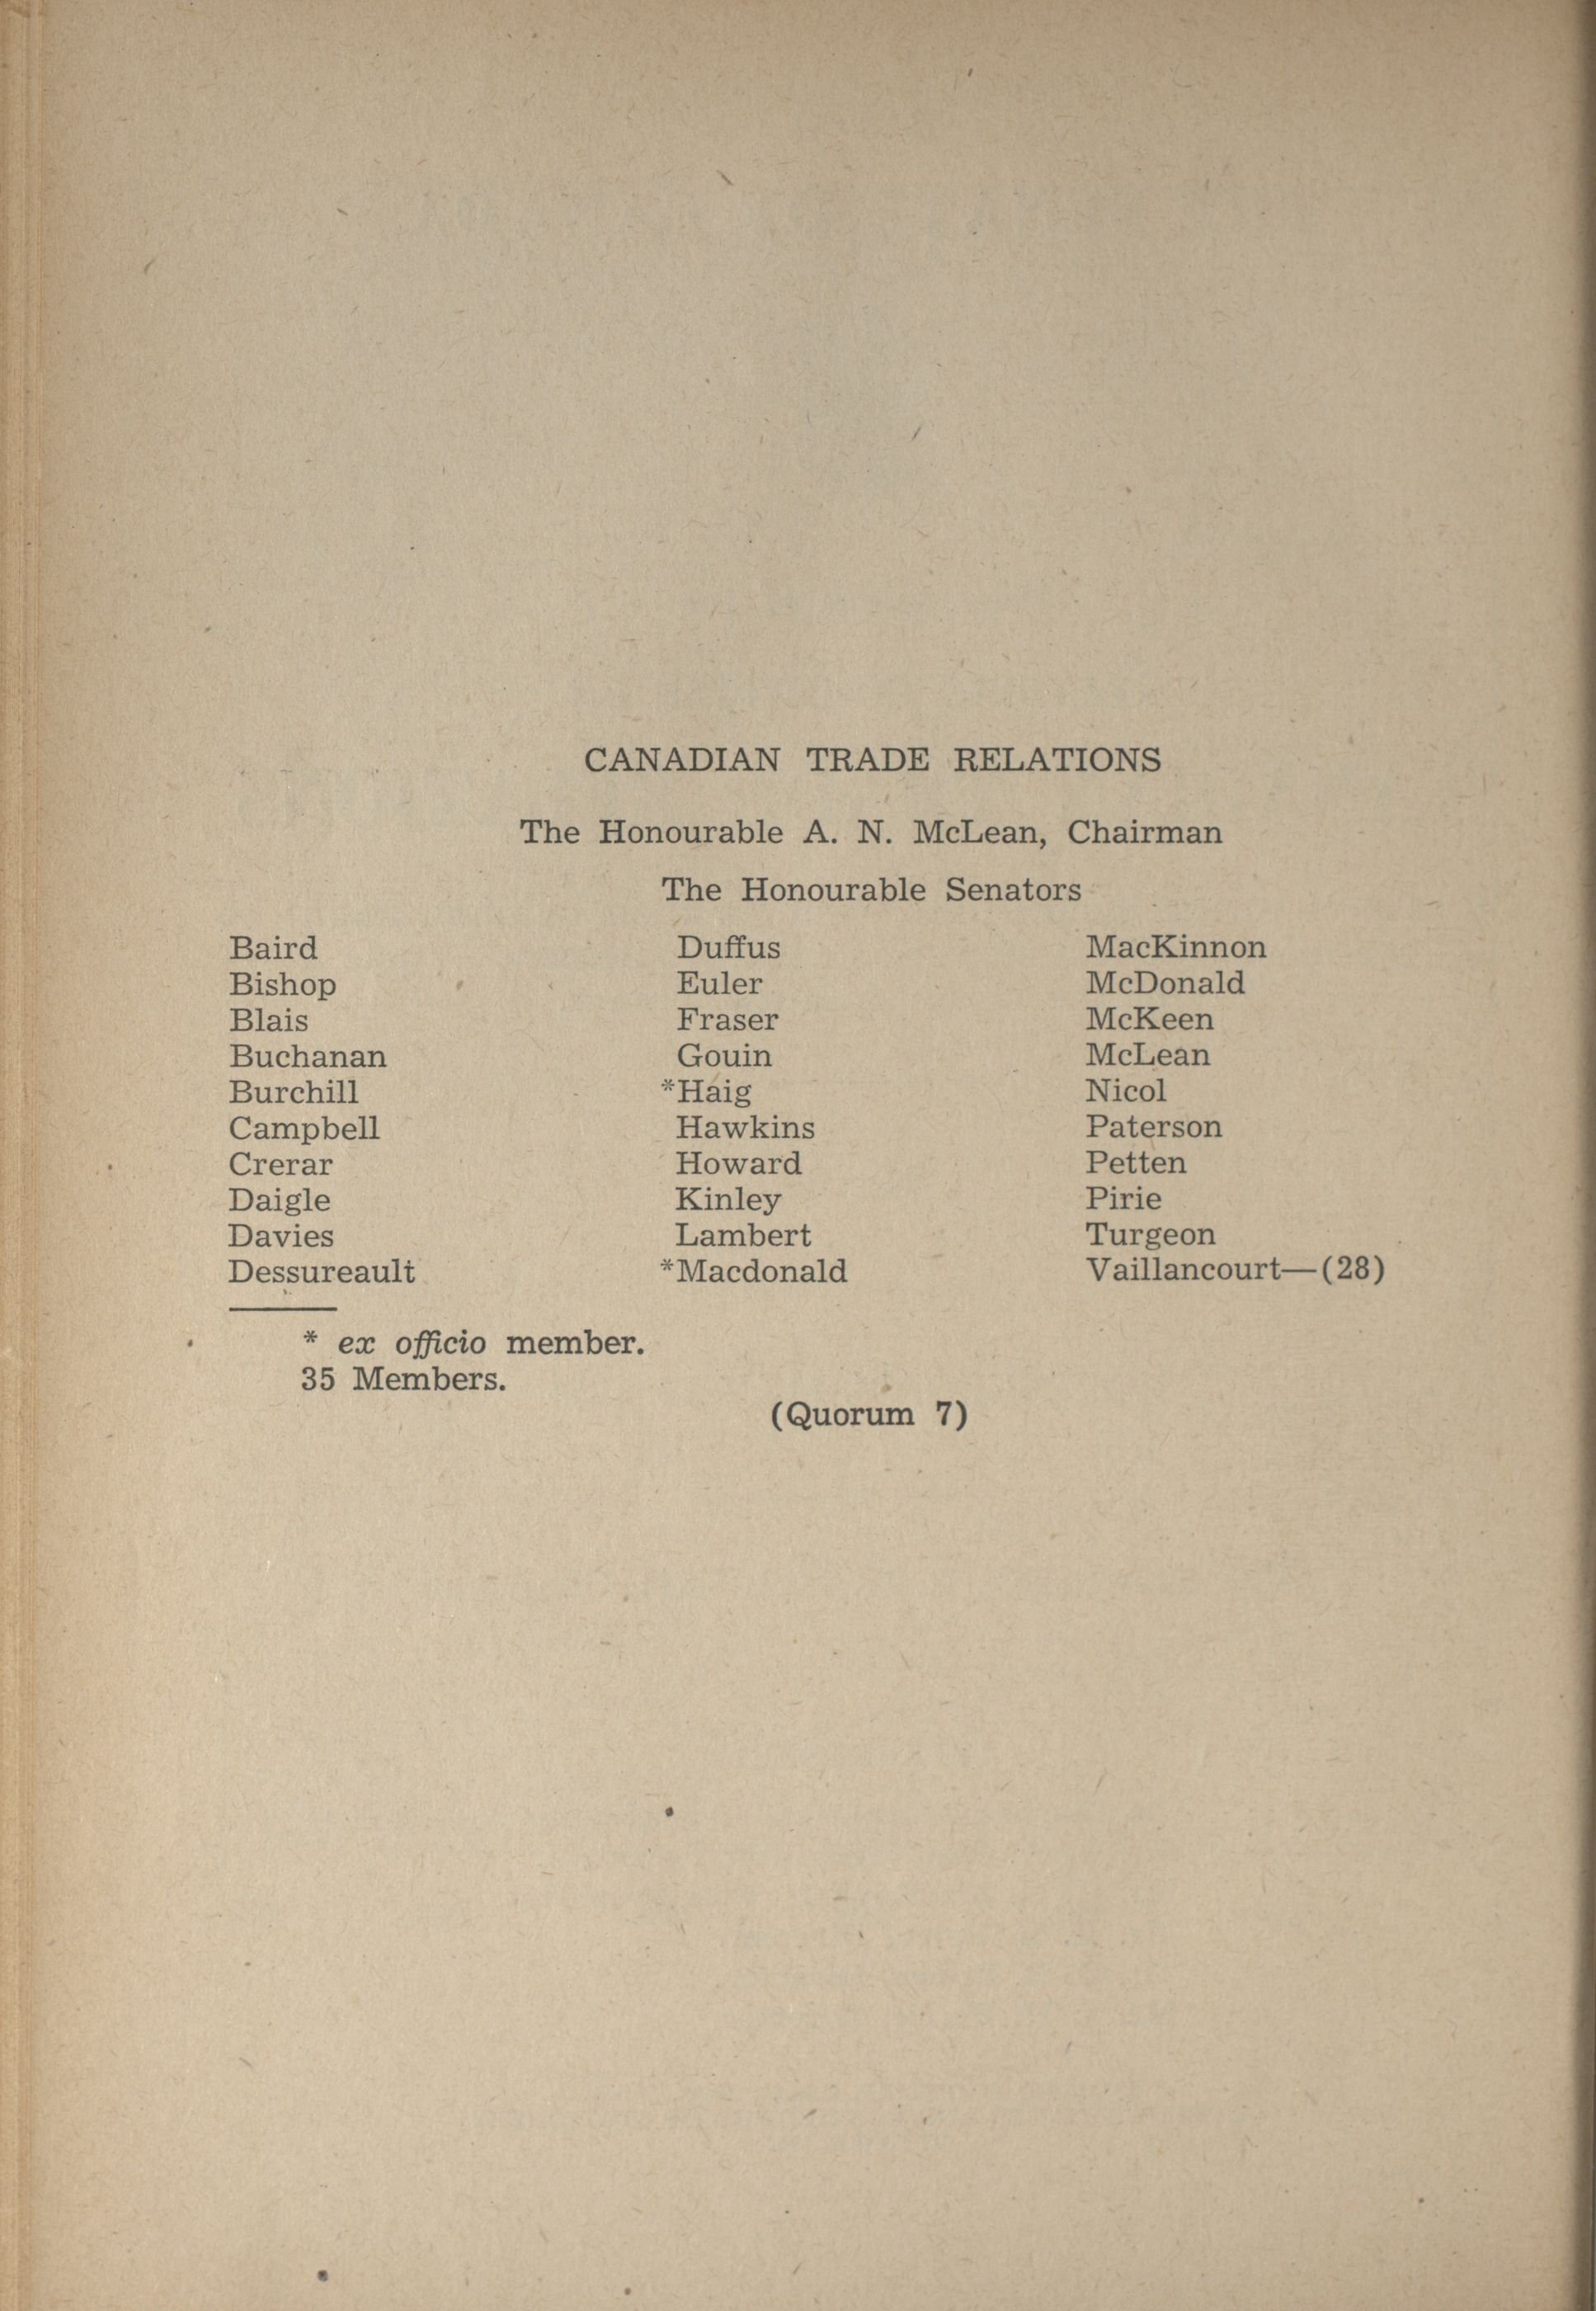 CANADIAN TRADE RELATIONS
The Honourable A. N. McLean, Chairman
The Honourable Senators
Baird
Bishop
Blais
Buchanan
Burchill
Campbell
Crerar
Daigle
Davies
Dessureault
Duffus
Euler
Fraser
Gouin
*Haig
Hawkins
Howard
Kinley
Lambert
*Macdonald
MacKinnon
McDonald
McKeen
McLean
Nicol
Paterson
Petten
Pirie
Turgeon
Vaillancourt—(28)
* ex officio member.
35 Members.
(Quorum 7)